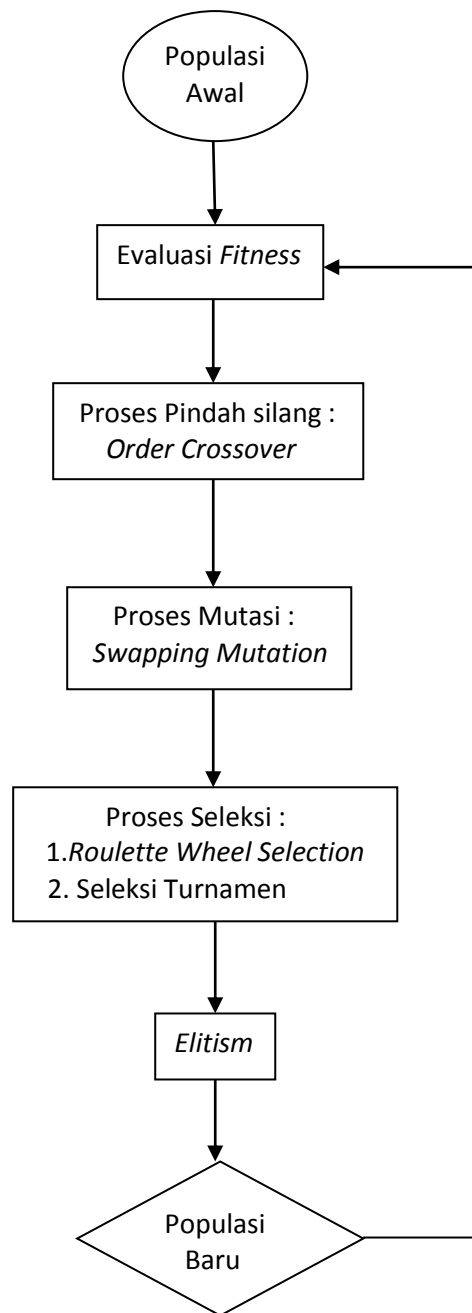 Populasi
Awal
Evaluasi Fitness
Proses Pindah silang :
Order Crossover
Proses Mutasi :
Swapping Mutation
Proses Seleksi :
1.Roulette Wheel Selection
2. Seleksi Turnamen
Elitism
Populasi
Baru